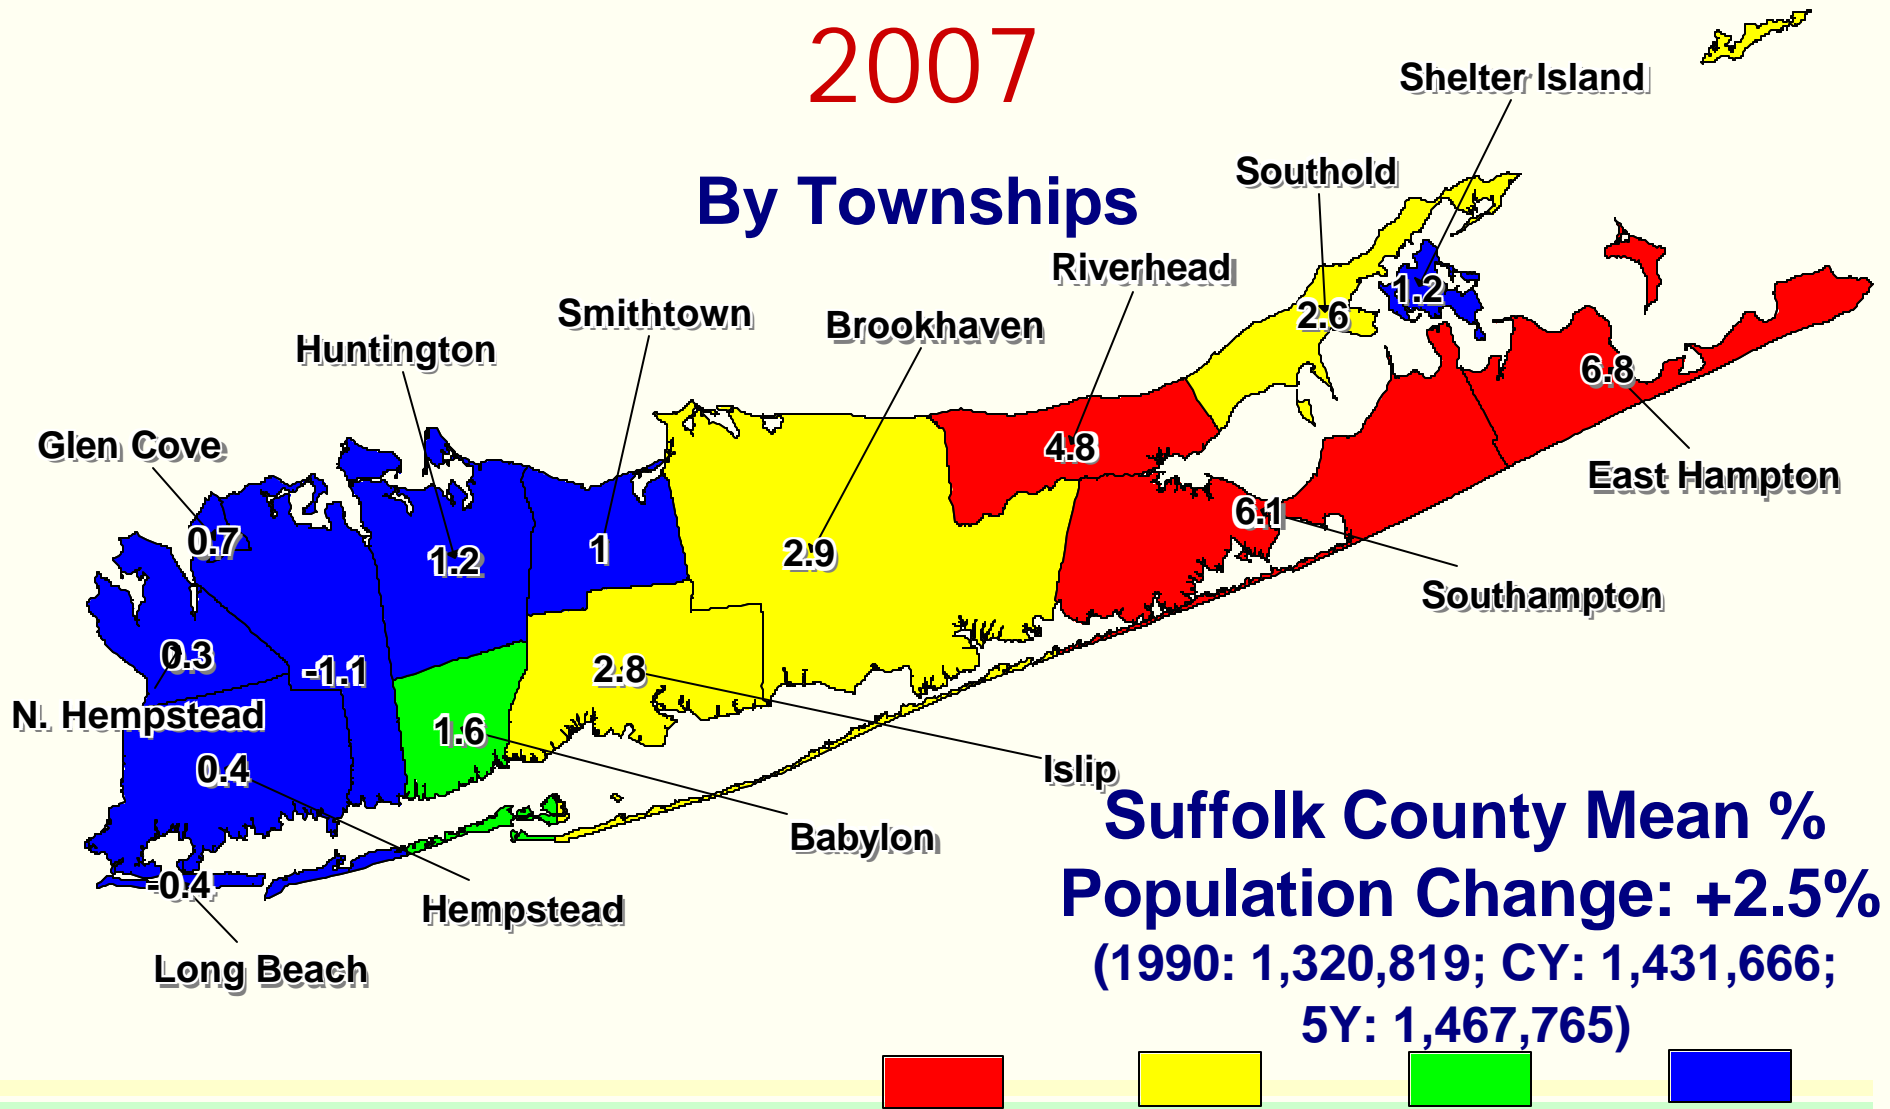 2007
Shelter Island
Southold
By Townships
Riverhead
1.2
Smithtown
2.6
Brookhaven
Huntington
6.8
Glen Cove
4.8
East Hampton
6.1
0.7
1.2
1
2.9
Southampton
0.3
-1.1
2.8
N. Hempstead
1.6
0.4
Islip
Suffolk County Mean %
Babylon
Population Change: +2.5%
-0.4
Hempstead
(1990: 1,320,819; CY: 1,431,666;
Long Beach
5Y: 1,467,765)